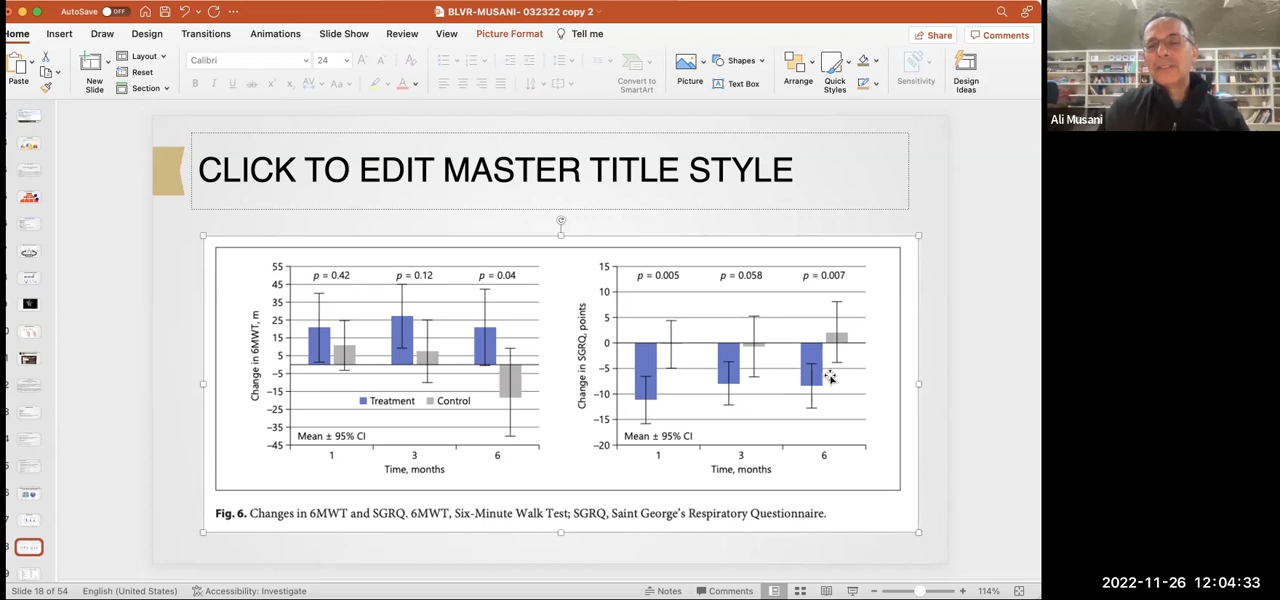 AutoSave OFF
BLVR-MUSANI- 032322 copy 2
Home Insert Draw Design Transitions Animations Slide Show Review View Picture Format Tell me
Share Comments
Paste
New Slide
Layout
Reset
Section
Calibri 24
Convert to SmartArt
Picture
Shapes
Text Box
Arrange
Quick Styles
Sensitivity
Design Ideas
Ali Musani
CLICK TO EDIT MASTER TITLE STYLE
Change in 6MWT, m
55
45
35
25
15
5
−5
−15
−25
−35
−45
p = 0.42 p = 0.12 p = 0.04
Treatment Control
Mean ± 95% CI
1 3 6
Time, months
Change in SGRQ, points
15
10
5
0
−5
−10
−15
−20
p = 0.005 p = 0.058 p = 0.007
Mean ± 95% CI
1 3 6
Time, months
Fig. 6. Changes in 6MWT and SGRQ. 6MWT, Six-Minute Walk Test; SGRQ, Saint George's Respiratory Questionnaire.
Slide 18 of 54 English (United States) Accessibility: Investigate
Notes Comments 114%
2022-11-26 12:04:33